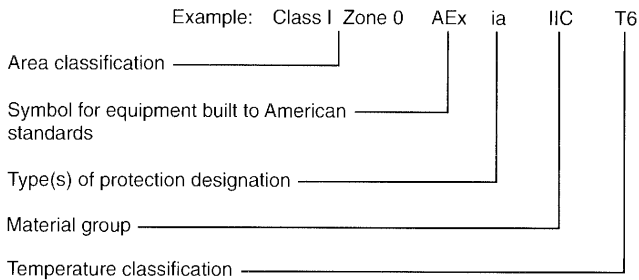 Example: Class I Zone 0 AEx ia IIC T6
Area classification
Symbol for equipment built to American
standards
Type(s) of protection designation
Material group
Temperature classification